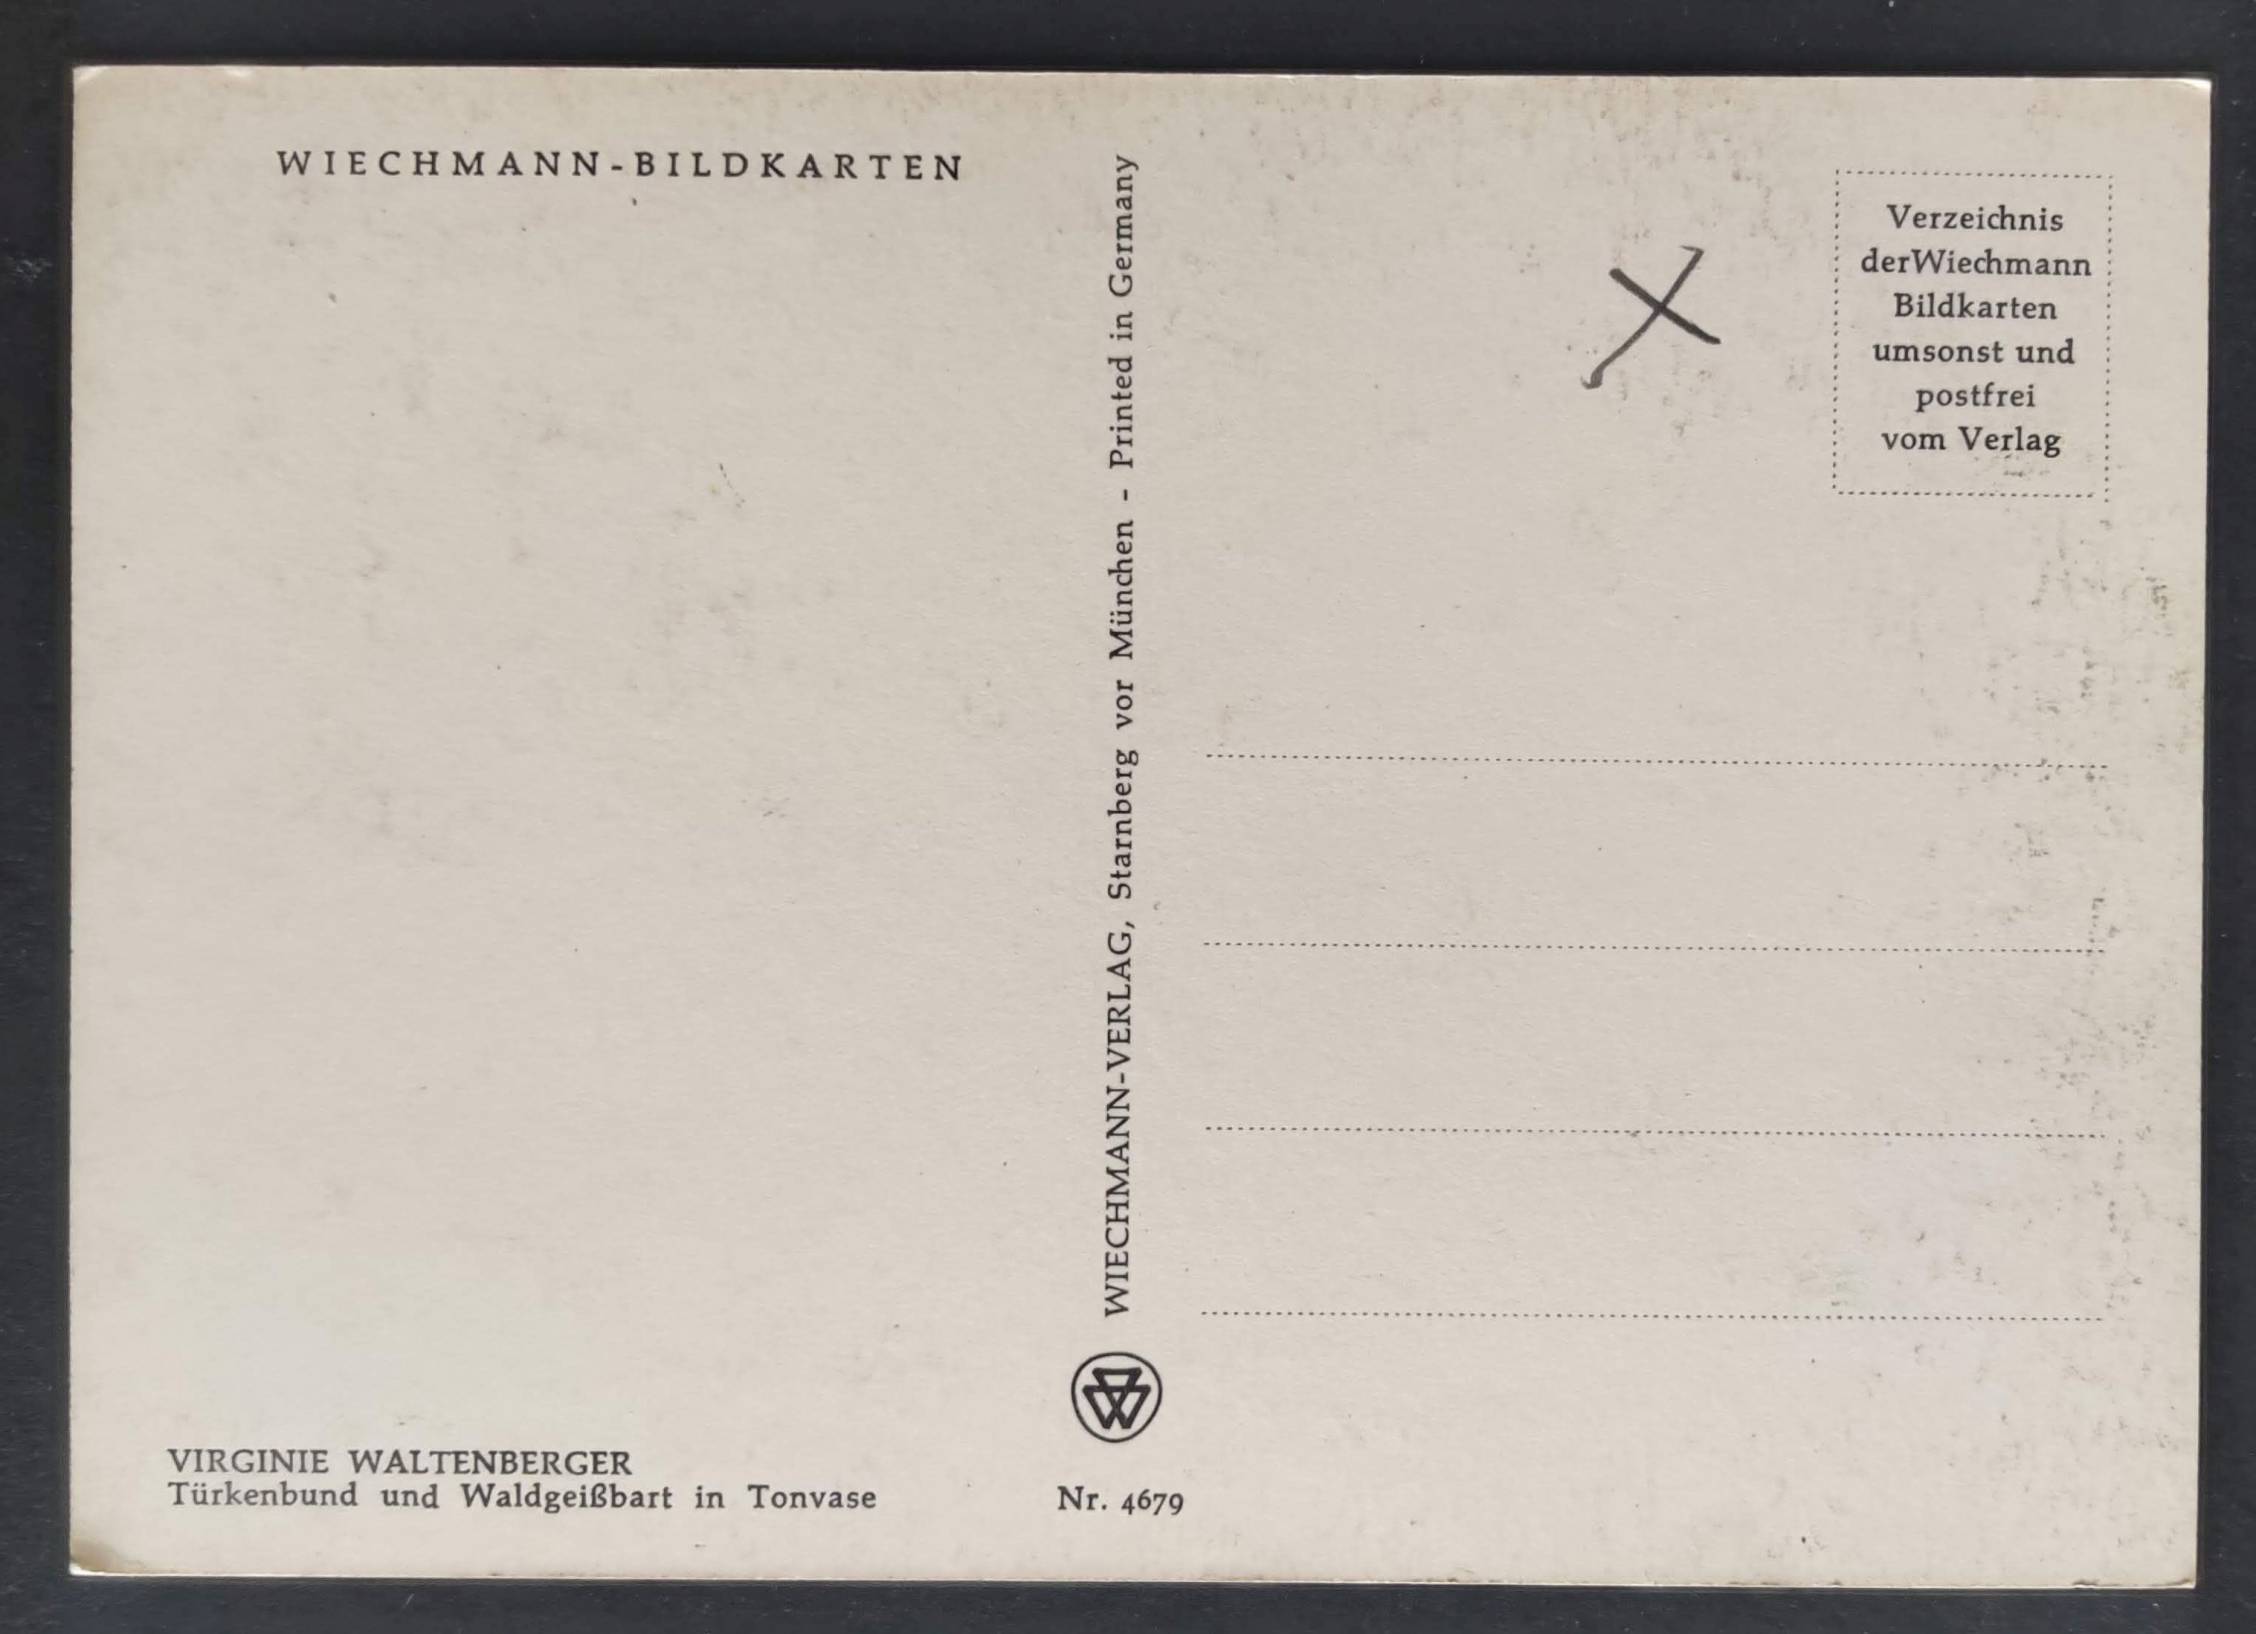 WIECHMANN-BILDKARTEN
WIECHMANN-VERLAG, Starnberg vor München - Printed in Germany
Verzeichnis
derWiechmann
Bildkarten
umsonst und
postfrei
vom Verlag
X
VIRGINIE WALTENBERGER
Türkenbund und Waldgeißbart in Tonvase
Nr. 4679